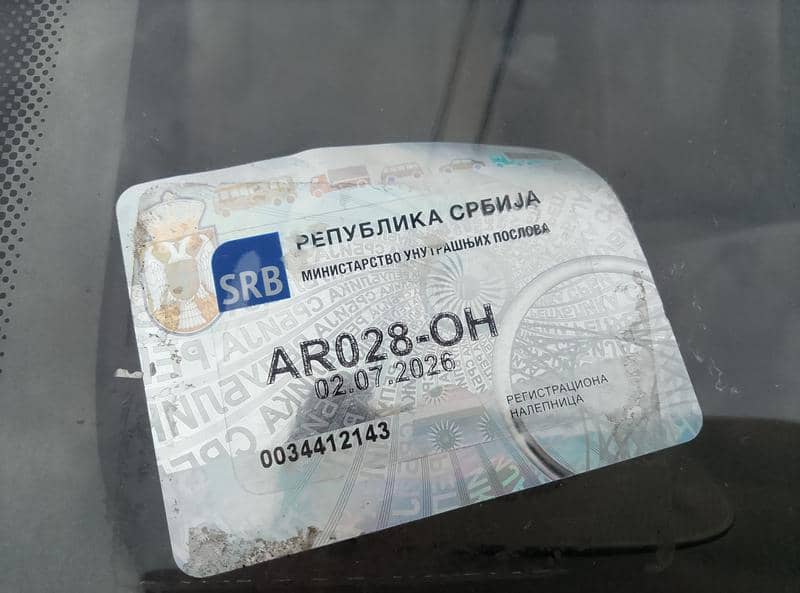 РЕПУБЛИКА СРБИЈА
SRB
МИНИСТАРСТВО УНУТРАШЊИХ ПОСЛОВА
AR028-OH
02.07.2026
РЕГИСТРАЦИОНА
НАЛЕПНИЦА
0034412143